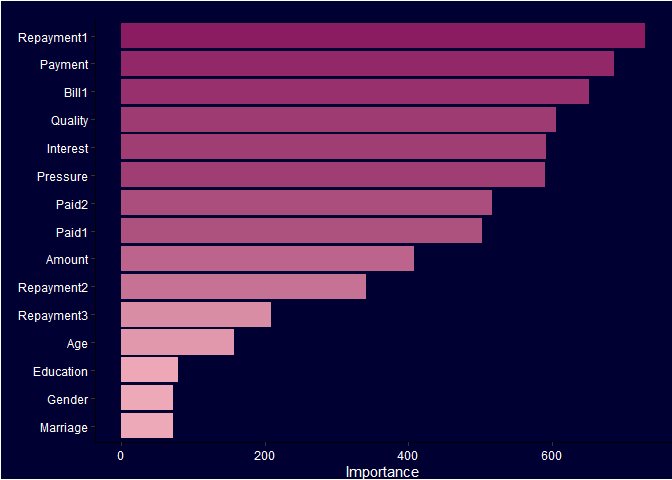 Repayment1
Payment
Bill1
Quality
Interest
Pressure
Paid2
Paid1
Amount
Repayment2
Repayment3
Age
Education
Gender
Marriage
0 200 400 600
Importance